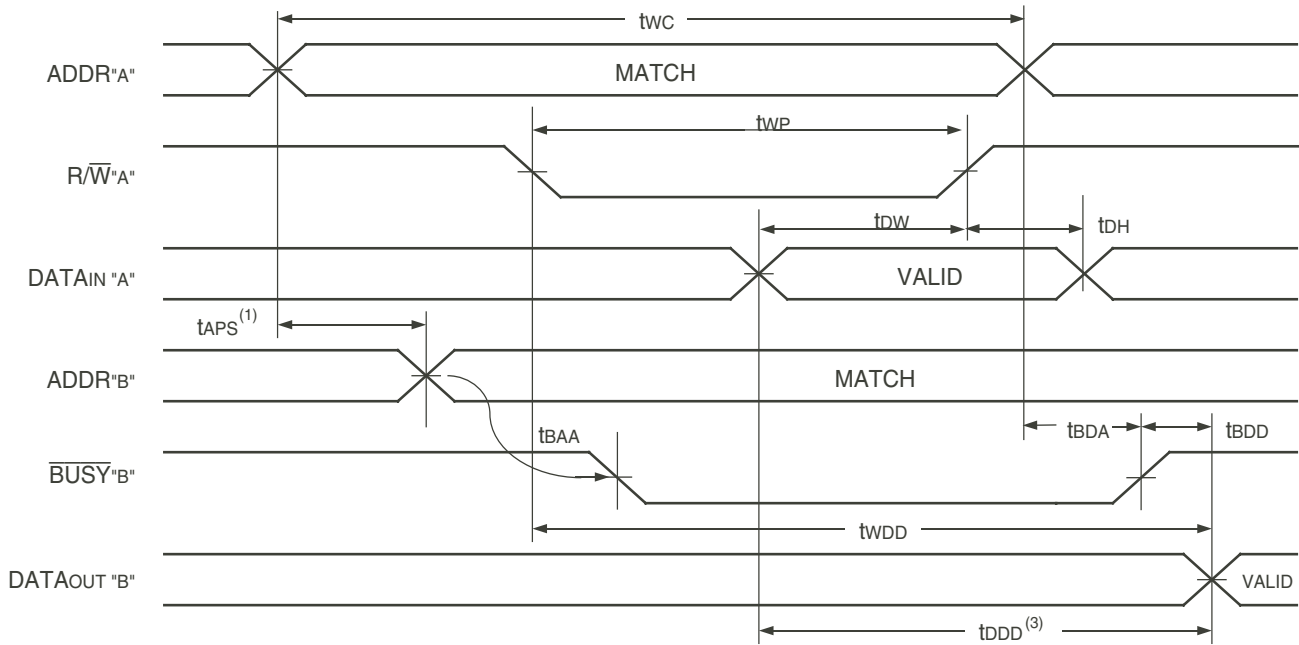 tWC
ADDR"A"
MATCH
tWP
R/W̅"A"
tDW
tDH
DATAIN "A"
VALID
tAPS(1)
ADDR"B"
MATCH
tBAA
tBDA
tBDD
B̅U̅S̅Y̅"B"
tWDD
DATAOUT "B"
VALID
tDDD(3)